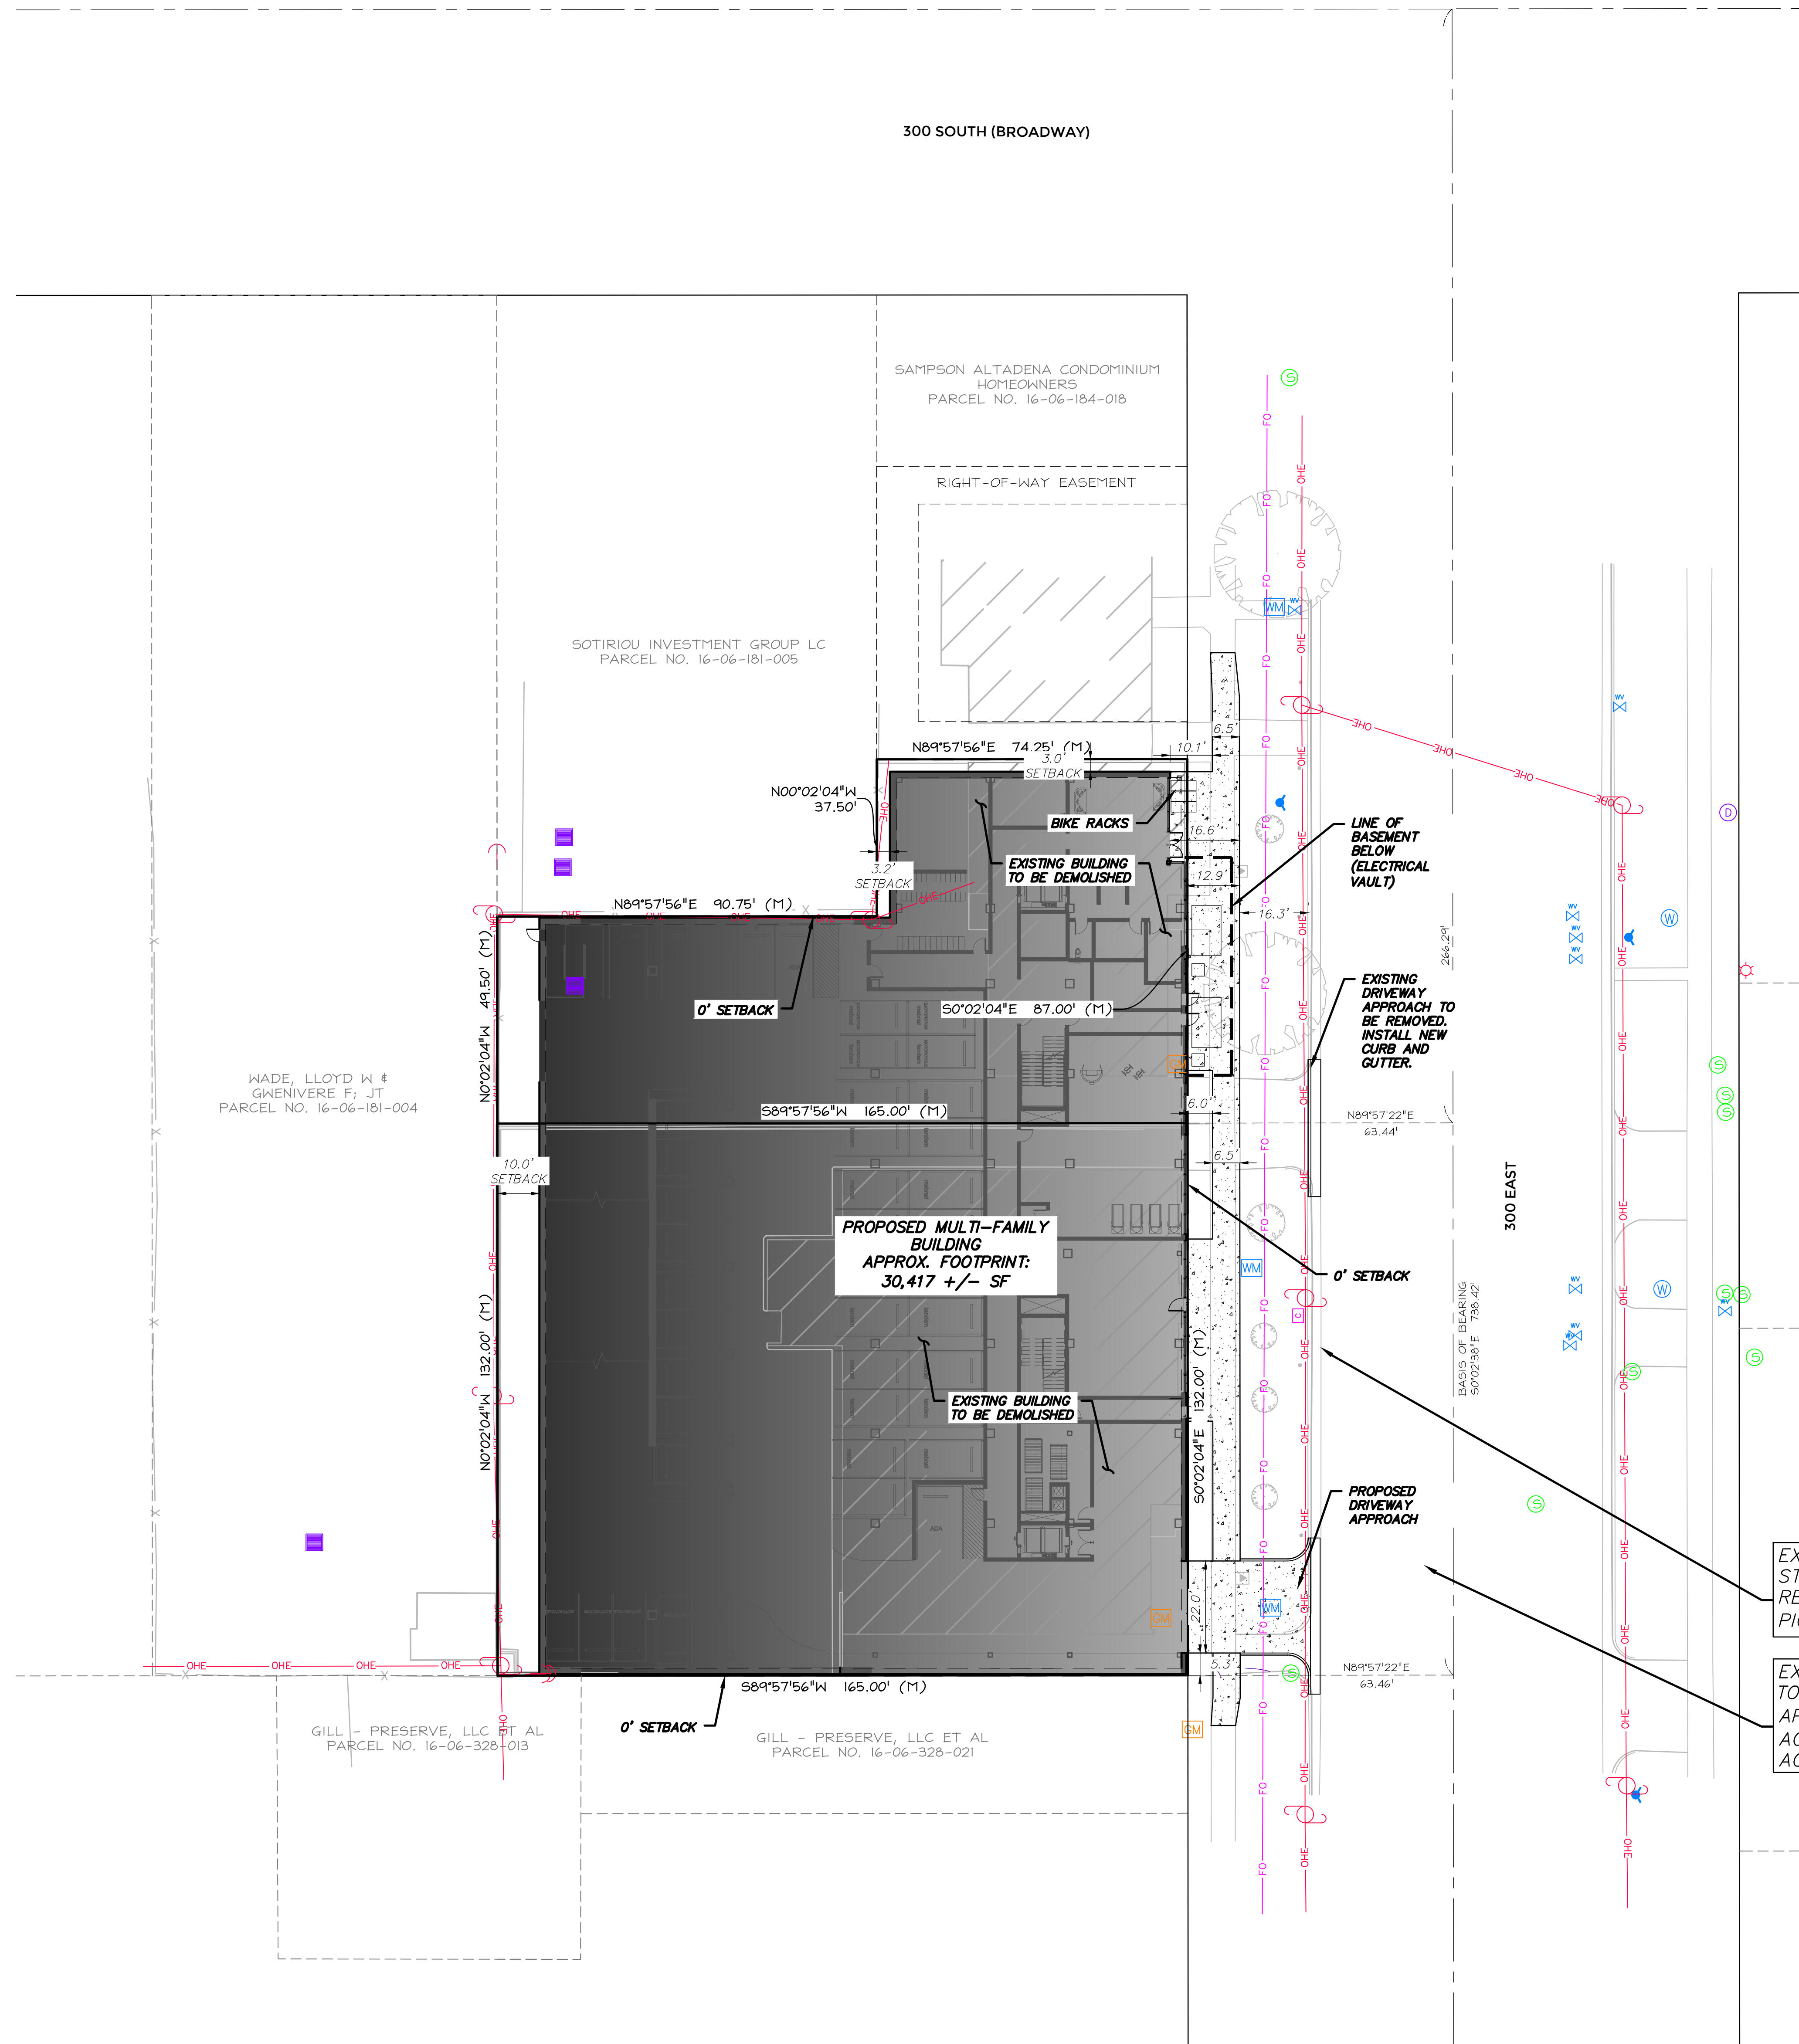 300 SOUTH (BROADWAY)
SAMPSON ALTADENA CONDOMINIUM
HOMEOWNERS
PARCEL NO. 16-06-184-018
RIGHT-OF-WAY EASEMENT
SOTIRIOU INVESTMENT GROUP LC
PARCEL NO. 16-06-181-005
N89°57'56"E 74.25' (M)
3.0'
SETBACK
10.1'
6.5'
N00°02'04"W
37.50'
BIKE RACKS
16.6'
LINE OF
BASEMENT
BELOW
(ELECTRICAL
VAULT)
EXISTING BUILDING
TO BE DEMOLISHED
3.2'
SETBACK
12.9'
16.3'
N89°57'56"E 90.75' (M)
266.29'
N0°02'04"W 49.50' (M)
0' SETBACK
S0°02'04"E 87.00' (M)
EXISTING
DRIVEWAY
APPROACH TO
BE REMOVED.
INSTALL NEW
CURB AND
GUTTER.
WADE, LLOYD W &
GWENIVERE F; JT
PARCEL NO. 16-06-181-004
S89°57'56"W 165.00' (M)
6.0'
N89°57'22"E
63.44'
10.0'
SETBACK
6.5'
300 EAST
PROPOSED MULTI-FAMILY
BUILDING
APPROX. FOOTPRINT:
30,417 +/- SF
0' SETBACK
BASIS OF BEARING
S0°02'38"E 738.42'
N0°02'04"W 132.00' (M)
S0°02'04"E 132.00' (M)
EXISTING BUILDING
TO BE DEMOLISHED
PROPOSED
DRIVEWAY
APPROACH
ADA
22.0'
5.3'
N89°57'22"E
63.46'
S89°57'56"W 165.00' (M)
0' SETBACK
GILL - PRESERVE, LLC ET AL
PARCEL NO. 16-06-328-013
GILL - PRESERVE, LLC ET AL
PARCEL NO. 16-06-328-021
OHE
FO
WM
WV
GM
S
W
D
C